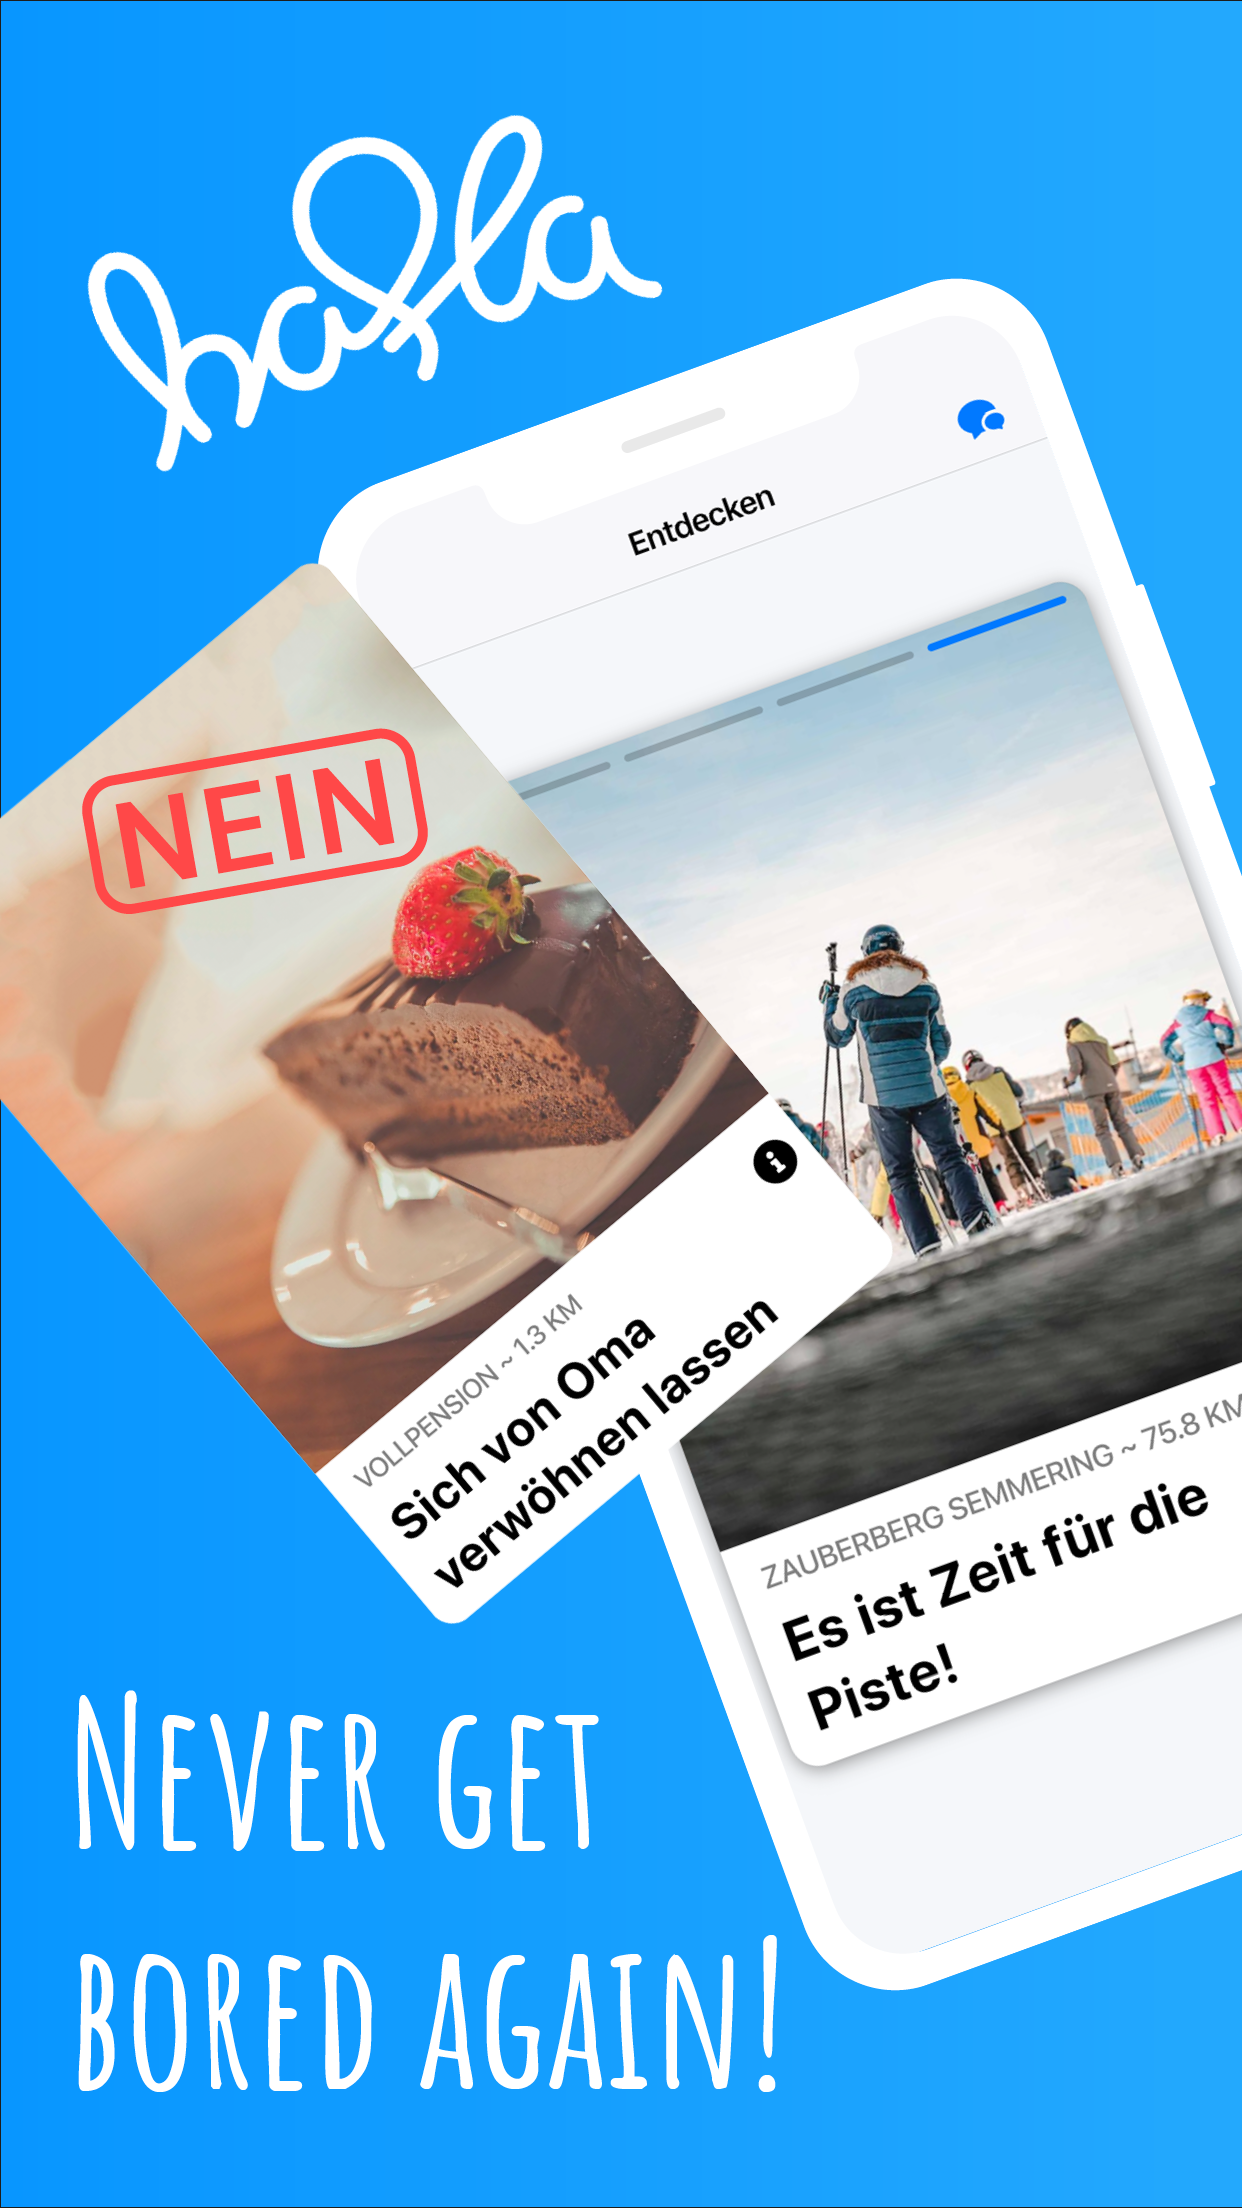 hafla
Entdecken
NEIN
VOLLPENSION ~ 1.3 KM
Sich von Oma
verwöhnen lassen
ZAUBERBERG SEMMERING ~ 75.8 KM
Es ist Zeit für die
Piste!
NEVER GET
BORED AGAIN!